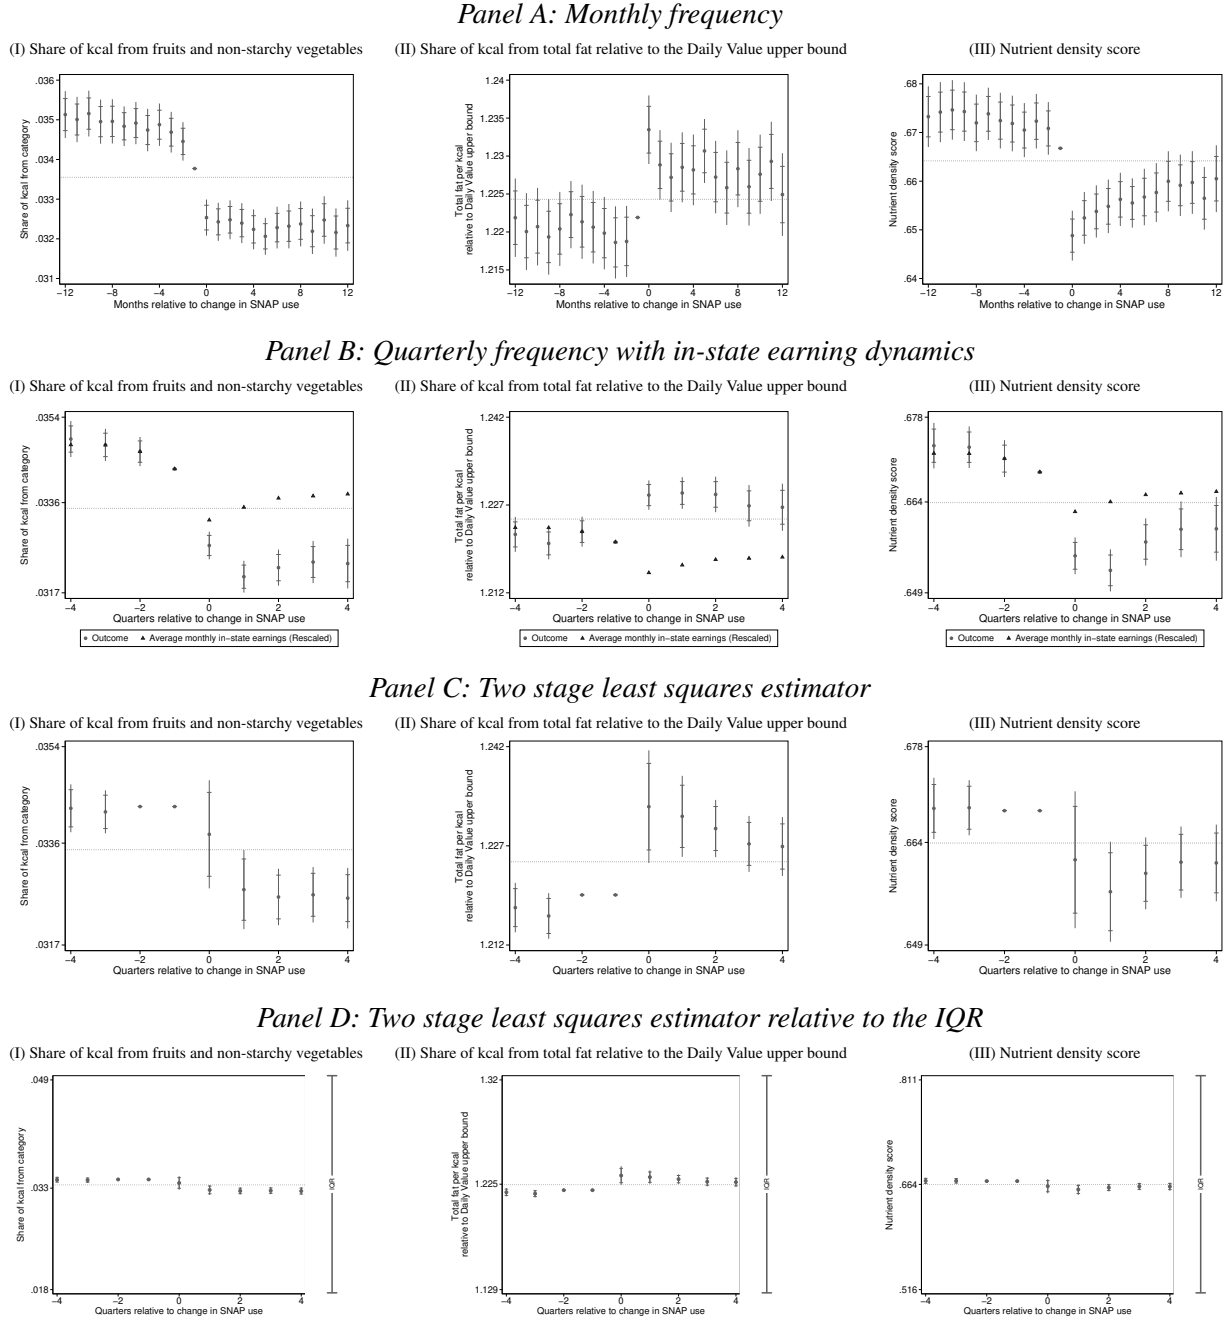 Panel A: Monthly frequency
(I) Share of kcal from fruits and non-starchy vegetables
(II) Share of kcal from total fat relative to the Daily Value upper bound
(III) Nutrient density score
Share of kcal from category
.036
.035
.034
.033
.032
.031
−12
−8
−4
0
4
8
12
Months relative to change in SNAP use
Total fat per kcal
relative to Daily Value upper bound
1.24
1.235
1.23
1.225
1.22
1.215
−12
−8
−4
0
4
8
12
Months relative to change in SNAP use
Nutrient density score
.68
.67
.66
.65
.64
−12
−8
−4
0
4
8
12
Months relative to change in SNAP use
Panel B: Quarterly frequency with in-state earning dynamics
(I) Share of kcal from fruits and non-starchy vegetables
(II) Share of kcal from total fat relative to the Daily Value upper bound
(III) Nutrient density score
Share of kcal from category
.0354
.0336
.0317
−4
−2
0
2
4
Quarters relative to change in SNAP use
Outcome
Average monthly in-state earnings (Rescaled)
Total fat per kcal
relative to Daily Value upper bound
1.242
1.227
1.212
−4
−2
0
2
4
Quarters relative to change in SNAP use
Outcome
Average monthly in-state earnings (Rescaled)
Nutrient density score
.678
.664
.649
−4
−2
0
2
4
Quarters relative to change in SNAP use
Outcome
Average monthly in-state earnings (Rescaled)
Panel C: Two stage least squares estimator
(I) Share of kcal from fruits and non-starchy vegetables
(II) Share of kcal from total fat relative to the Daily Value upper bound
(III) Nutrient density score
Share of kcal from category
.0354
.0336
.0317
−4
−2
0
2
4
Quarters relative to change in SNAP use
Total fat per kcal
relative to Daily Value upper bound
1.242
1.227
1.212
−4
−2
0
2
4
Quarters relative to change in SNAP use
Nutrient density score
.678
.664
.649
−4
−2
0
2
4
Quarters relative to change in SNAP use
Panel D: Two stage least squares estimator relative to the IQR
(I) Share of kcal from fruits and non-starchy vegetables
(II) Share of kcal from total fat relative to the Daily Value upper bound
(III) Nutrient density score
Share of kcal from category
.049
.033
.018
−4
−2
0
2
4
Quarters relative to change in SNAP use
IQR
Total fat per kcal
relative to Daily Value upper bound
1.32
1.225
1.129
−4
−2
0
2
4
Quarters relative to change in SNAP use
IQR
Nutrient density score
.811
.664
.516
−4
−2
0
2
4
Quarters relative to change in SNAP use
IQR